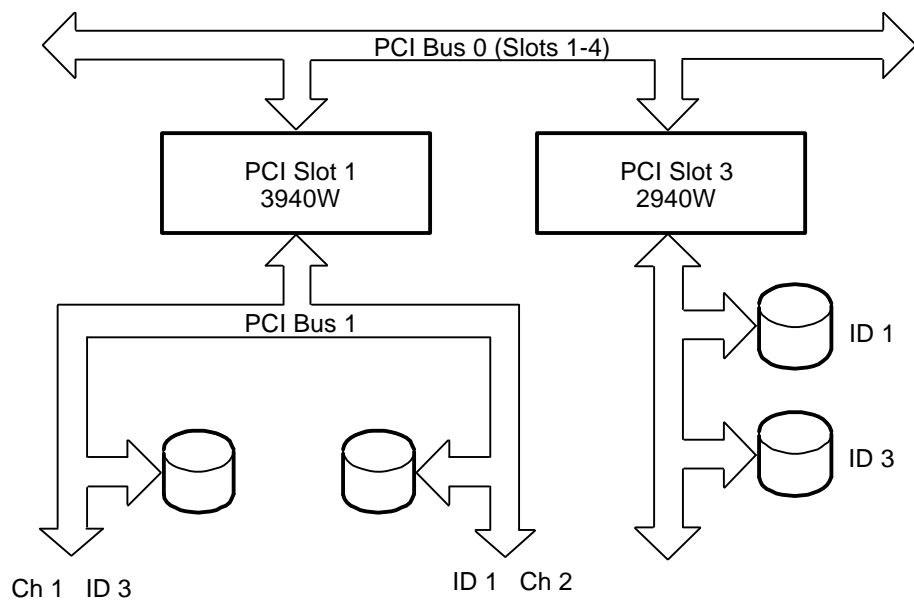 PCI Bus 0 (Slots 1-4)
PCI Slot 1
3940W
PCI Slot 3
2940W
PCI Bus 1
ID 1
ID 3
Ch 1 ID 3
ID 1 Ch 2